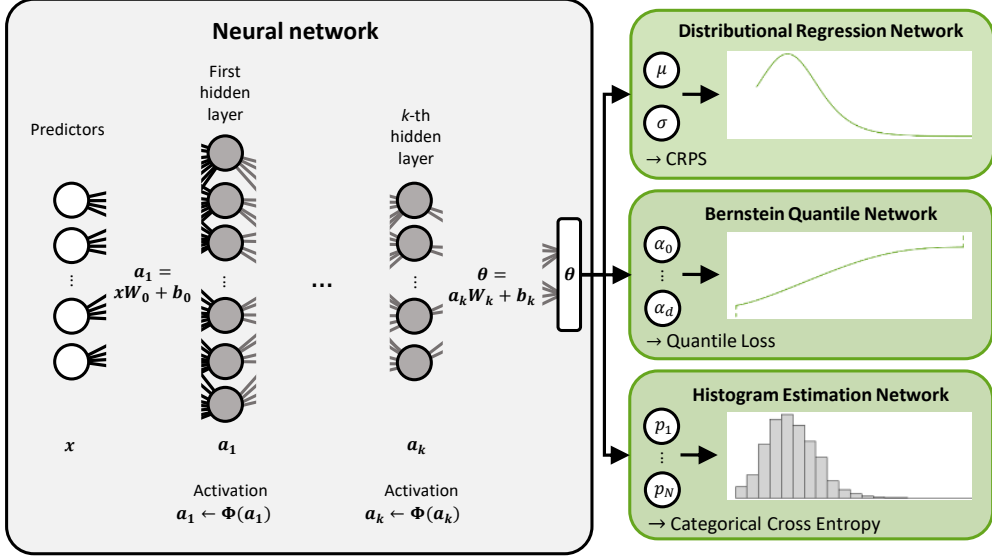 Neural network
Predictors
First
hidden
layer
k-th
hidden
layer
⋮
⋮
⋮
...
a₁ =
xW₀ + b₀
θ =
aₖWₖ + bₖ
θ
x
a₁
aₖ
Activation
a₁ ← Φ(a₁)
Activation
aₖ ← Φ(aₖ)
Distributional Regression Network
μ
σ
→ CRPS
Bernstein Quantile Network
α₀
⋮
α_d
→ Quantile Loss
Histogram Estimation Network
p₁
⋮
p_N
→ Categorical Cross Entropy